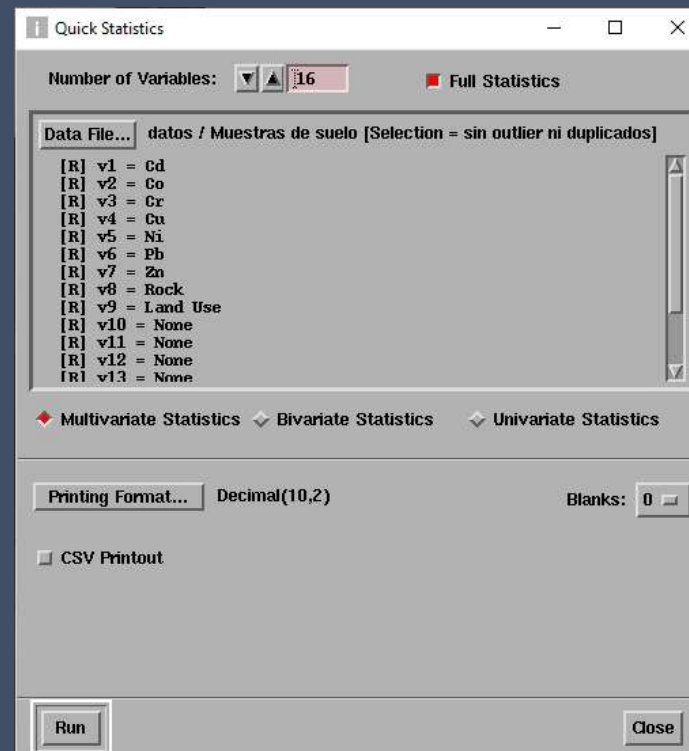 Quick Statistics
Number of Variables: 16 Full Statistics
Data File... datos / Muestras de suelo [Selection = sin outlier ni duplicados]
[R] v1 = Cd
[R] v2 = Co
[R] v3 = Cr
[R] v4 = Cu
[R] v5 = Ni
[R] v6 = Pb
[R] v7 = Zn
[R] v8 = Rock
[R] v9 = Land Use
[R] v10 = None
[R] v11 = None
[R] v12 = None
[R] v13 = None
Multivariate Statistics Bivariate Statistics Univariate Statistics
Printing Format... Decimal(10,2) Blanks: 0
CSV Printout
Run Close